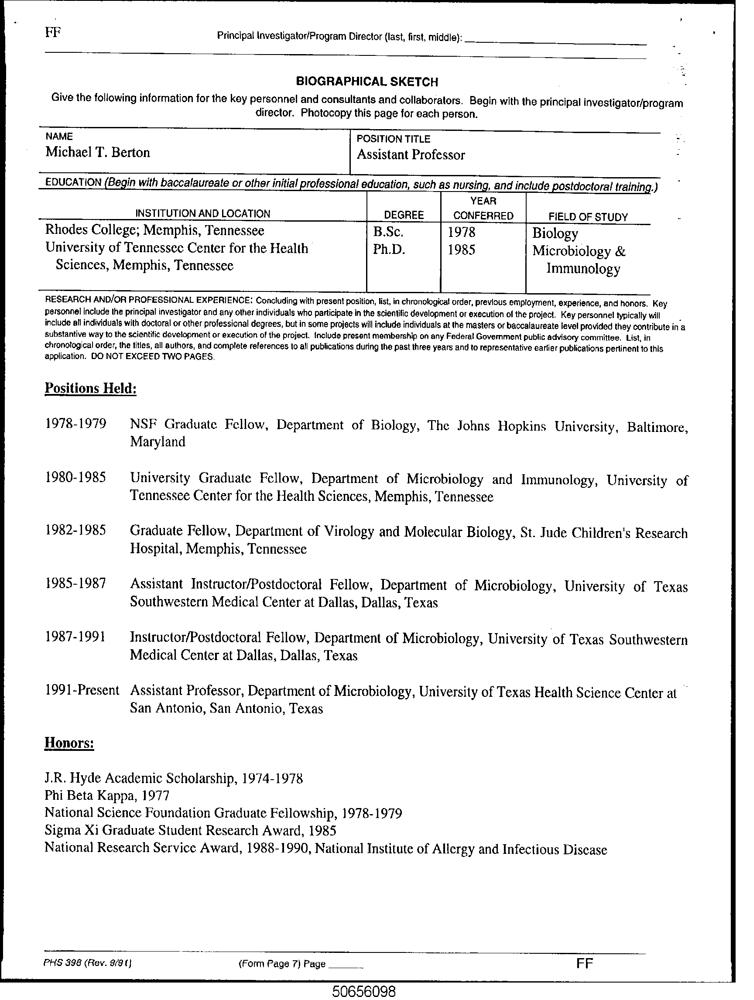 FF
Principal Investigator/Program Director (last, first, middle):
BIOGRAPHICAL SKETCH
Give the following information for the key personnel and consultants and collaborators. Begin with the principal investigator/program
director. Photocopy this page for each person.
NAME
Michael T. Berton
POSITION TITLE
Assistant Professor
EDUCATION (Begin with baccalaureate or other initial professional education, such as nursing, and include postdoctoral training.)
INSTITUTION AND LOCATION DEGREE YEAR CONFERRED FIELD OF STUDY
Rhodes College; Memphis, Tennessee B.Sc. 1978 Biology
University of Tennessee Center for the Health Ph.D. 1985 Microbiology &
Sciences, Memphis, Tennessee Immunology
RESEARCH AND/OR PROFESSIONAL EXPERIENCE: Concluding with present position, list, in chronological order, previous employment, experience, and honors. Key
personnel include the principal investigator and any other individuals who participate in the scientific development or execution of the project. Key personnel typically will
include all individuals with doctoral or other professional degrees, but in some projects will include individuals at the masters or baccalaureate level provided they contribute in a
substantive way to the scientific development or execution of the project. Include present membership on any Federal Government public advisory committee. List, in
chronological order, the titles, all authors, and complete references to all publications during the past three years and to representative earlier publications pertinent to this
application. DO NOT EXCEED TWO PAGES.
Positions Held:
1978-1979 NSF Graduate Fellow, Department of Biology, The Johns Hopkins University, Baltimore,
Maryland
1980-1985 University Graduate Fellow, Department of Microbiology and Immunology, University of
Tennessee Center for the Health Sciences, Memphis, Tennessee
1982-1985 Graduate Fellow, Department of Virology and Molecular Biology, St. Jude Children's Research
Hospital, Memphis, Tennessee
1985-1987 Assistant Instructor/Postdoctoral Fellow, Department of Microbiology, University of Texas
Southwestern Medical Center at Dallas, Dallas, Texas
1987-1991 Instructor/Postdoctoral Fellow, Department of Microbiology, University of Texas Southwestern
Medical Center at Dallas, Dallas, Texas
1991-Present Assistant Professor, Department of Microbiology, University of Texas Health Science Center at
San Antonio, San Antonio, Texas
Honors:
J.R. Hyde Academic Scholarship, 1974-1978
Phi Beta Kappa, 1977
National Science Foundation Graduate Fellowship, 1978-1979
Sigma Xi Graduate Student Research Award, 1985
National Research Service Award, 1988-1990, National Institute of Allergy and Infectious Disease
PHS 398 (Rev. 9/91) (Form Page 7) Page FF
50656098